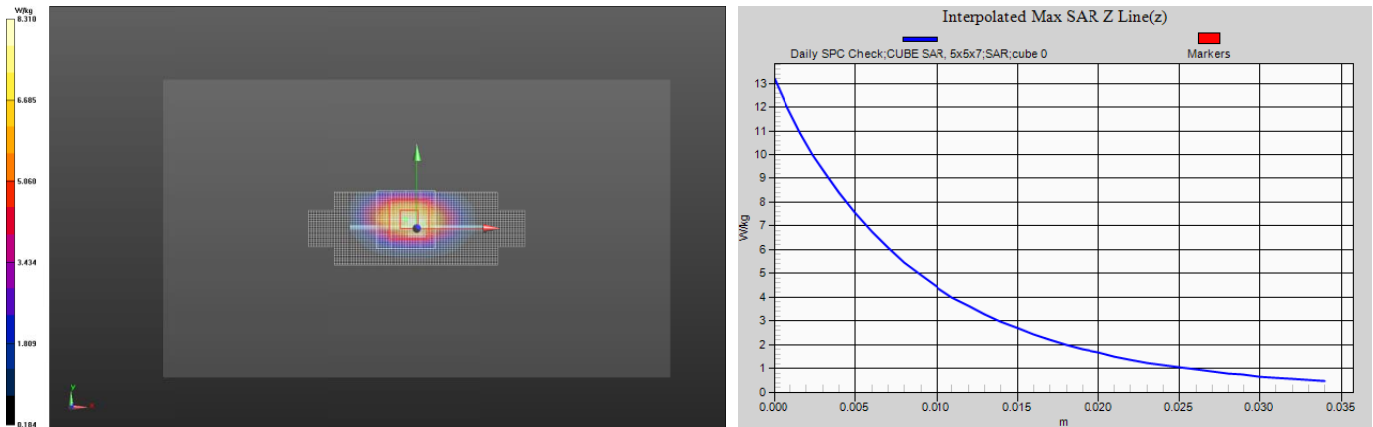 W/kg
8.310
6.685
5.060
3.434
1.809
0.184
Y
X
Interpolated Max SAR Z Line(z)
Daily SPC Check;CUBE SAR, 5x5x7;SAR;cube 0
Markers
13
12
11
10
9
8
7
6
5
4
3
2
1
0
W/kg
0.000 0.005 0.010 0.015 0.020 0.025 0.030 0.035
m